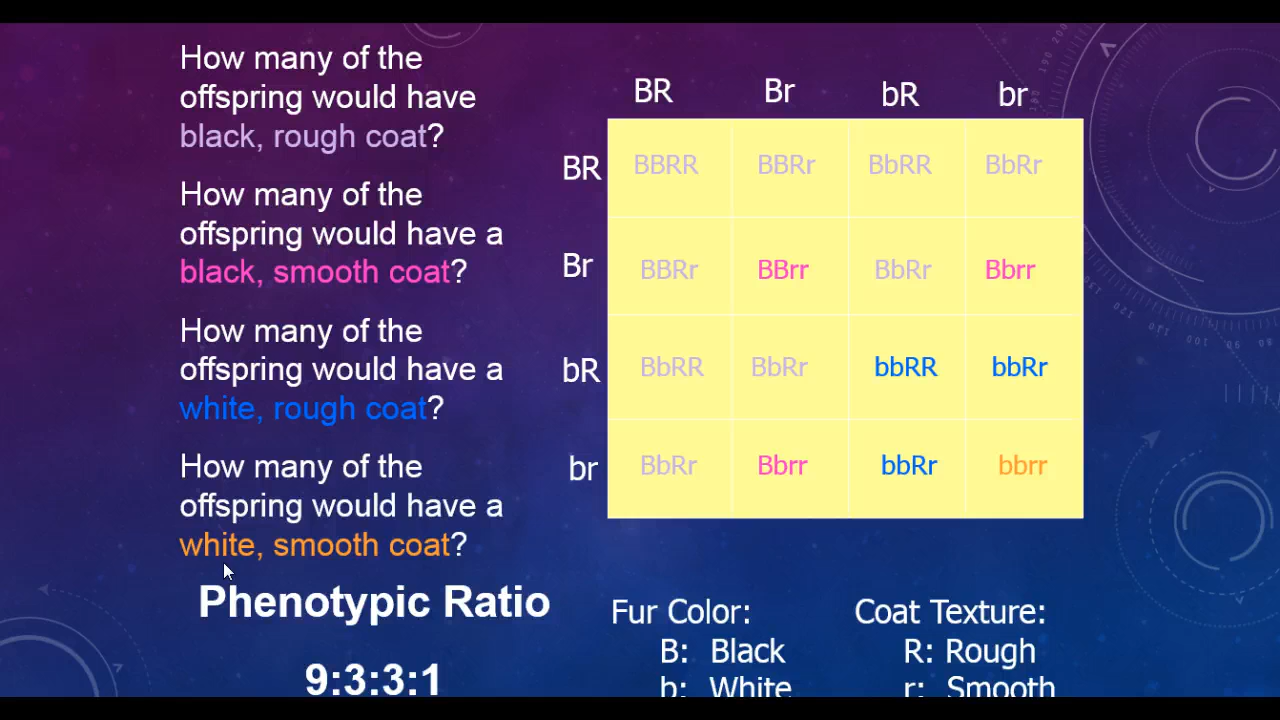 How many of the
offspring would have
black, rough coat?
How many of the
offspring would have a
black, smooth coat?
How many of the
offspring would have a
white, rough coat?
How many of the
offspring would have a
white, smooth coat?
Phenotypic Ratio
9:3:3:1
BR Br bR br
BR BBRR BBRr BbRR BbRr
Br BBRr BBrr BbRr Bbrr
bR BbRR BbRr bbRR bbRr
br BbRr Bbrr bbRr bbrr
Fur Color:
B: Black
b: White
Coat Texture:
R: Rough
r: Smooth